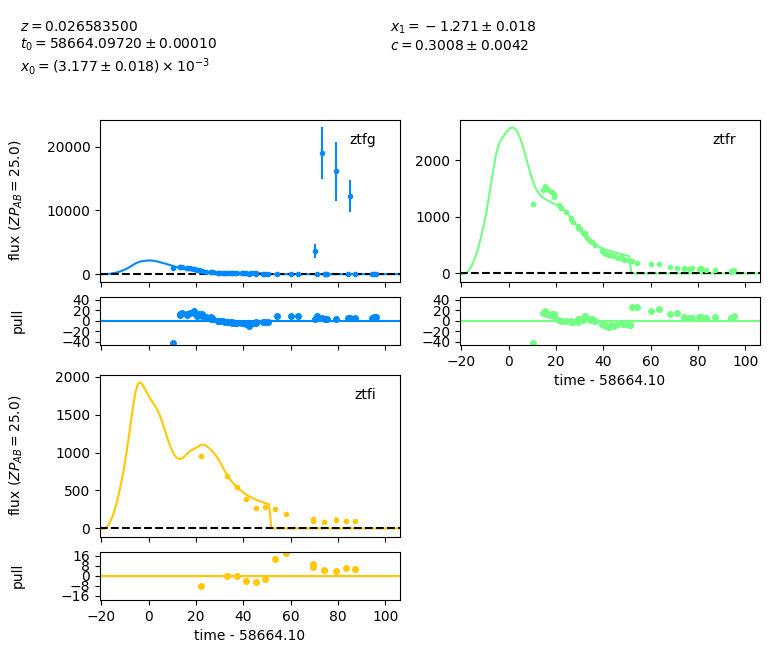 z = 0.026583500
t₀ = 58664.09720 ± 0.00010
x₀ = (3.177 ± 0.018) × 10⁻³
x₁ = −1.271 ± 0.018
c = 0.3008 ± 0.0042
ztfg
flux (ZP_AB = 25.0)
20000
10000
0
pull
40
20
0
−20
−40
ztfr
2000
1000
0
40
20
0
−20
−40
−20 0 20 40 60 80 100
time - 58664.10
ztfi
flux (ZP_AB = 25.0)
2000
1500
1000
500
0
pull
16
8
0
−8
−16
−20 0 20 40 60 80 100
time - 58664.10